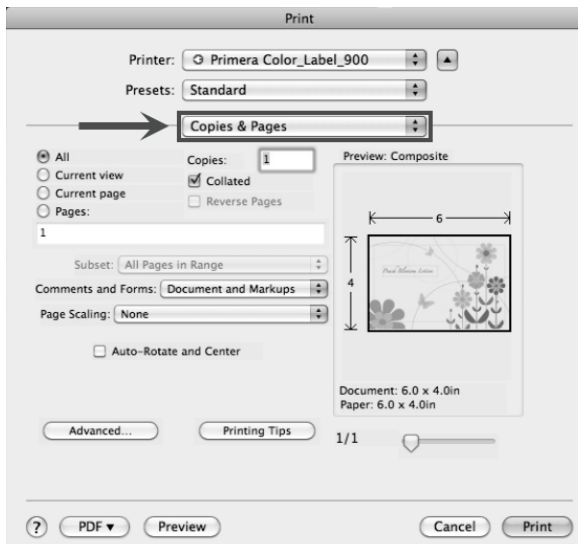 Print
Printer: Primera Color_Label_900
Presets: Standard
Copies & Pages
All
Current view
Current page
Pages:
1
Copies: 1
Collated
Reverse Pages
Subset: All Pages in Range
Comments and Forms: Document and Markups
Page Scaling: None
Auto-Rotate and Center
Advanced...
Printing Tips
Preview: Composite
6
4
Peach Blossom Lotion
Document: 6.0 x 4.0in
Paper: 6.0 x 4.0in
1/1
?
PDF ▼
Preview
Cancel
Print